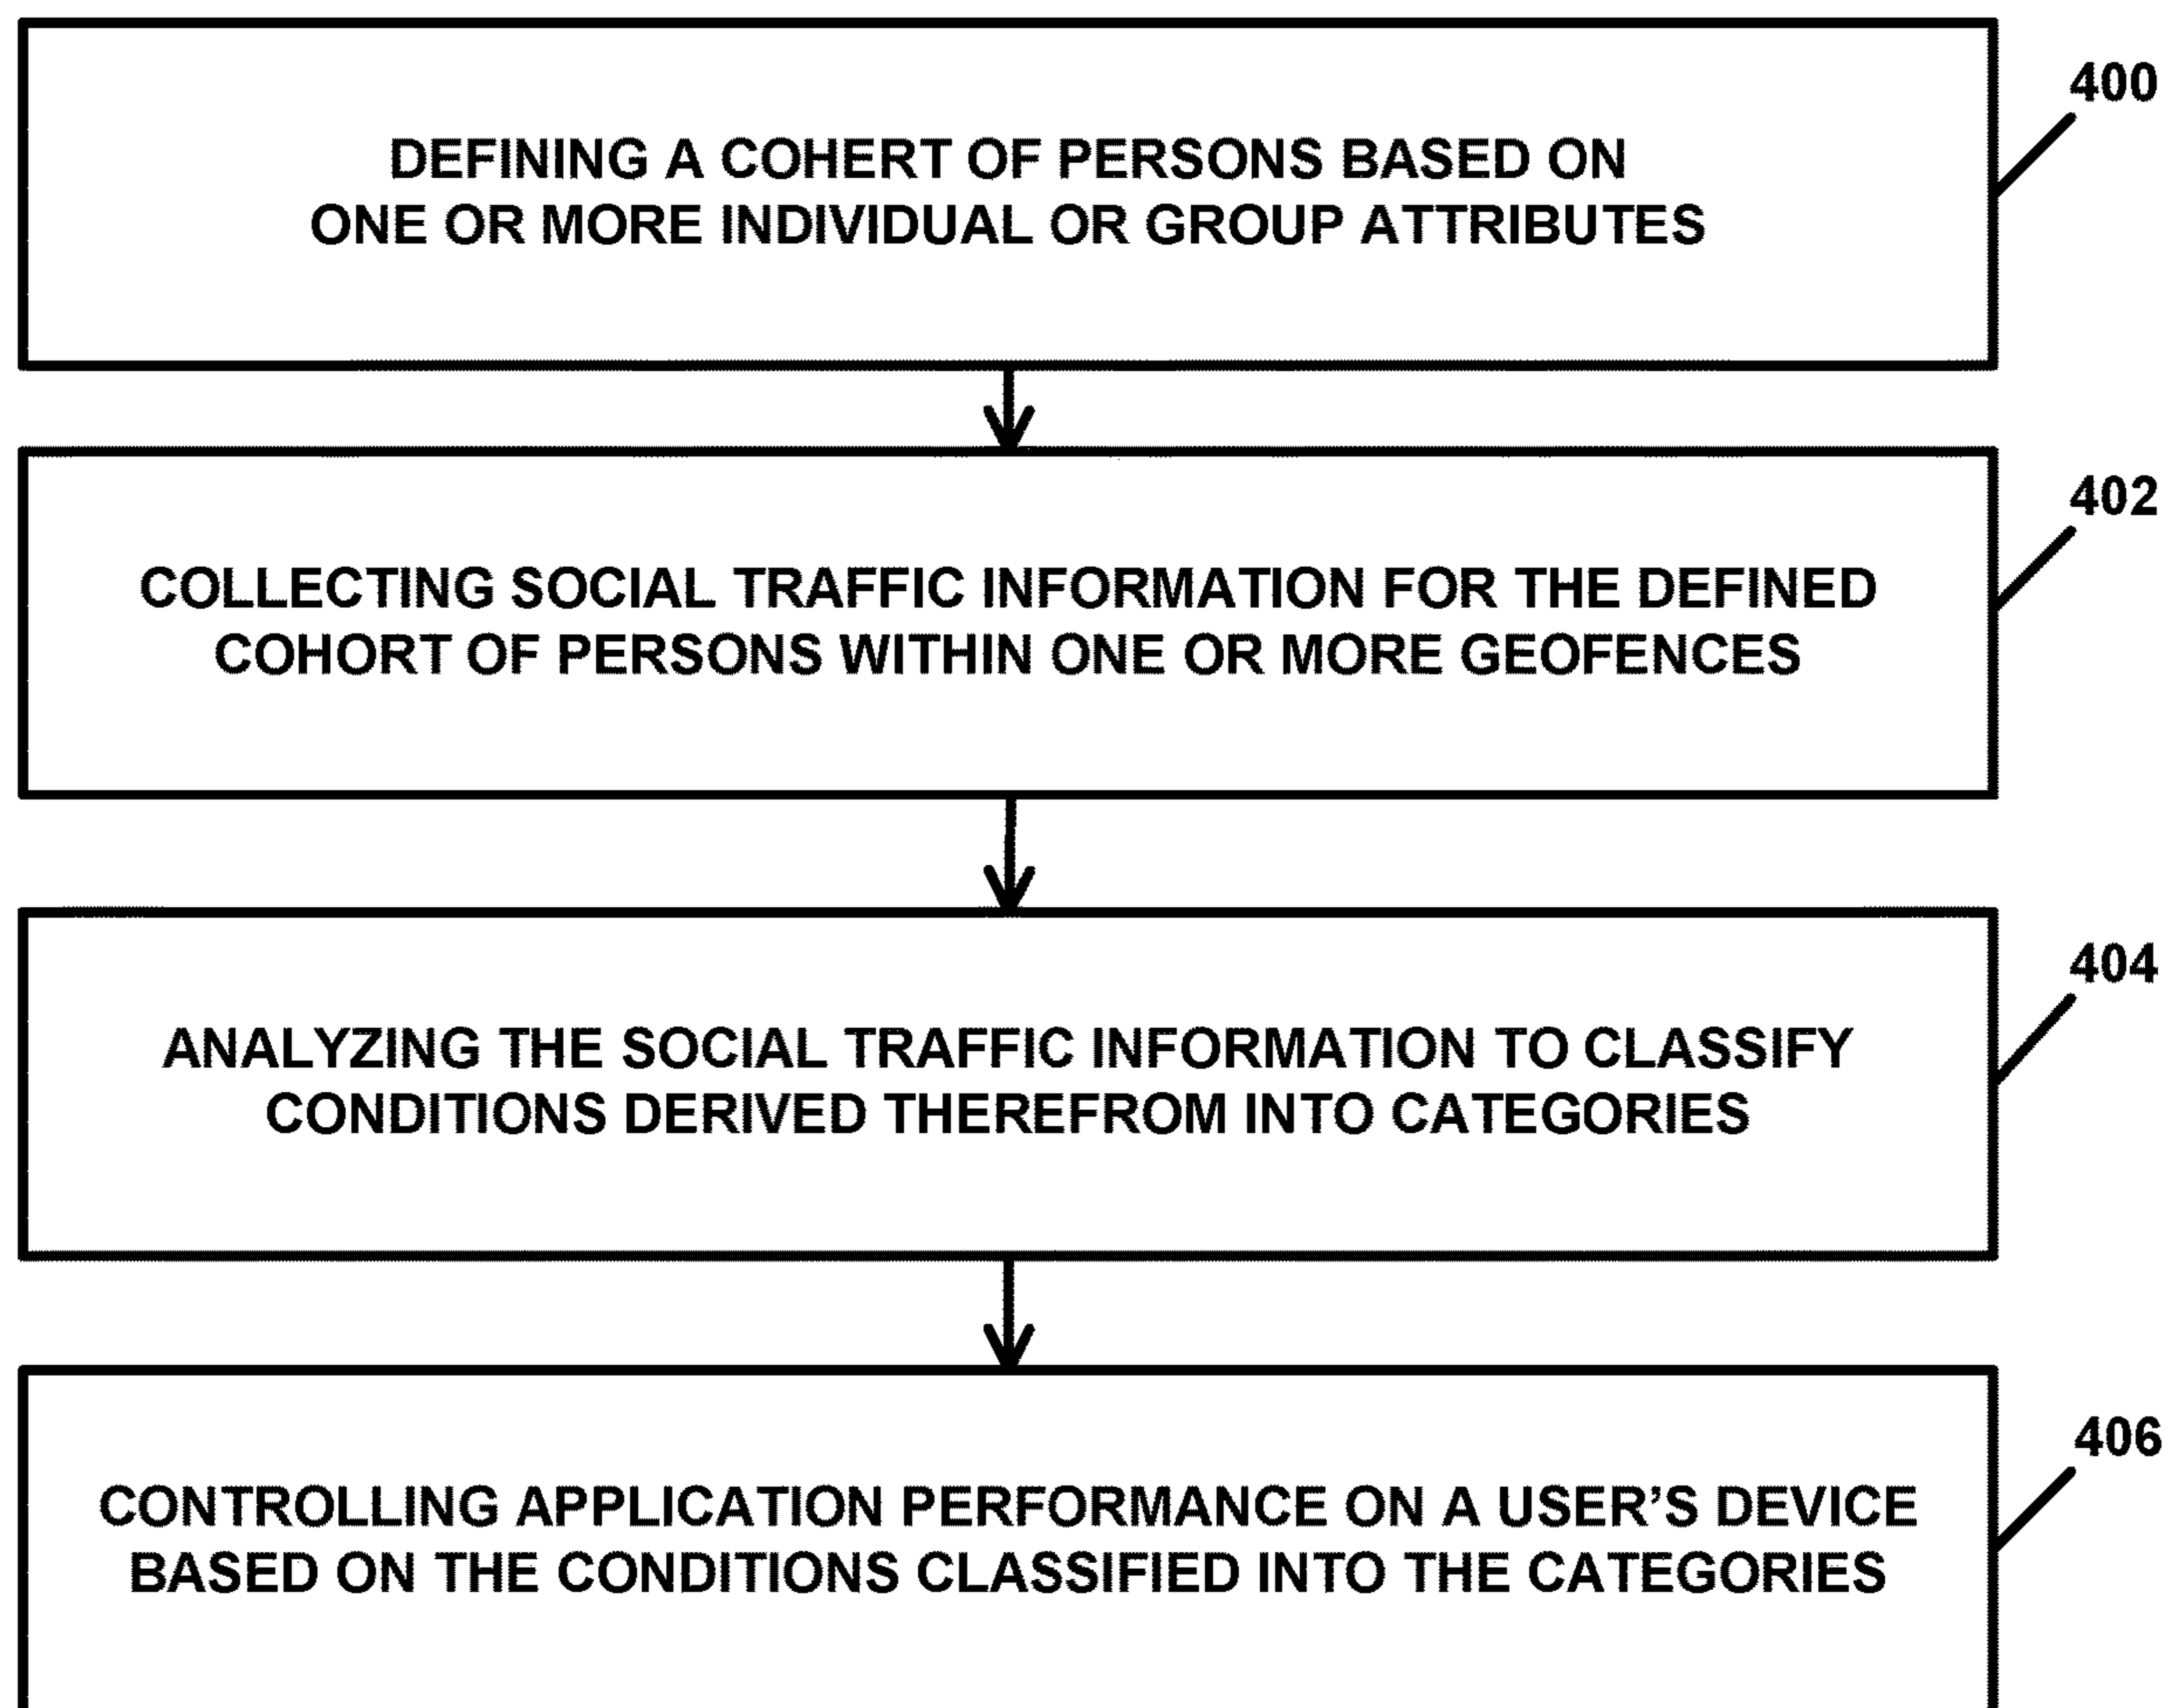 400
DEFINING A COHERT OF PERSONS BASED ON
ONE OR MORE INDIVIDUAL OR GROUP ATTRIBUTES
402
COLLECTING SOCIAL TRAFFIC INFORMATION FOR THE DEFINED
COHORT OF PERSONS WITHIN ONE OR MORE GEOFENCES
404
ANALYZING THE SOCIAL TRAFFIC INFORMATION TO CLASSIFY
CONDITIONS DERIVED THEREFROM INTO CATEGORIES
406
CONTROLLING APPLICATION PERFORMANCE ON A USER’S DEVICE
BASED ON THE CONDITIONS CLASSIFIED INTO THE CATEGORIES